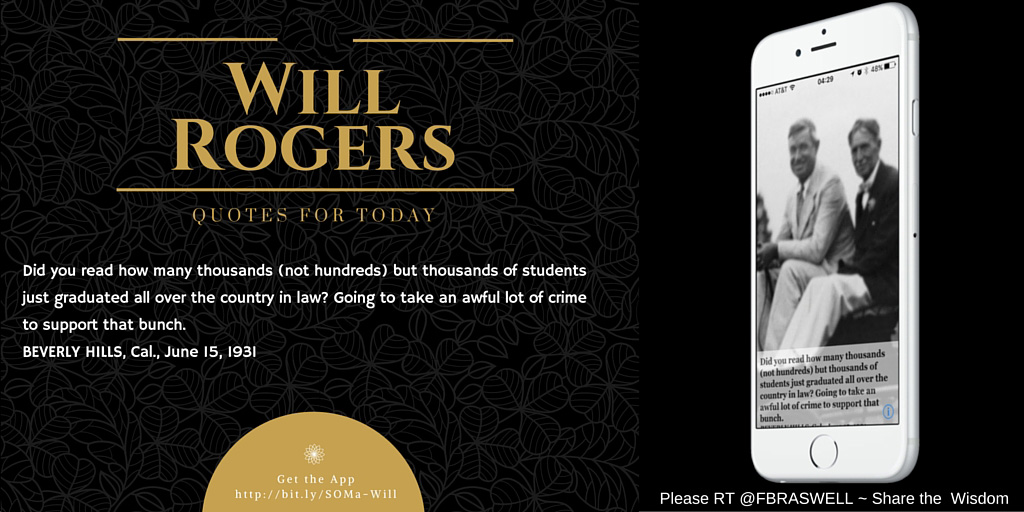 WILL
ROGERS
QUOTES FOR TODAY
Did you read how many thousands (not hundreds) but thousands of students
just graduated all over the country in law? Going to take an awful lot of crime
to support that bunch.
BEVERLY HILLS, Cal., June 15, 1931
Get the App
http://bit.ly/SOMa-Will
AT&T 04:29 48%
Did you read how many thousands
(not hundreds) but thousands of
students just graduated all over the
country in law? Going to take an
awful lot of crime to support that
bunch.
Please RT @FBRASWELL ~ Share the Wisdom